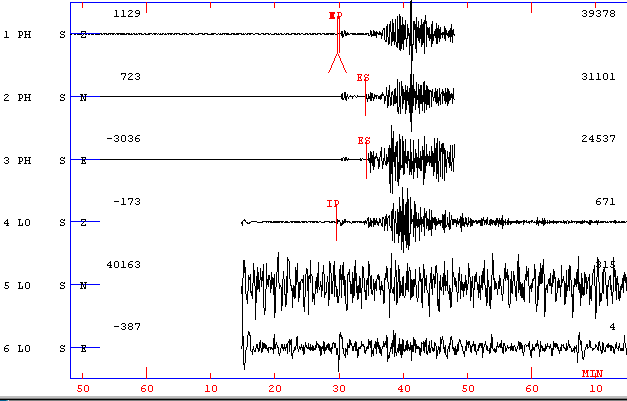 1129 39378
1 PH S Z
723 ES 31101
2 PH S N
-3036 ES 24537
3 PH S E
-173 IP 671
4 LO S Z
40163 315
5 LO S N
-387 4
6 LO S E
MIN
50 60 10 20 30 40 50 60 10